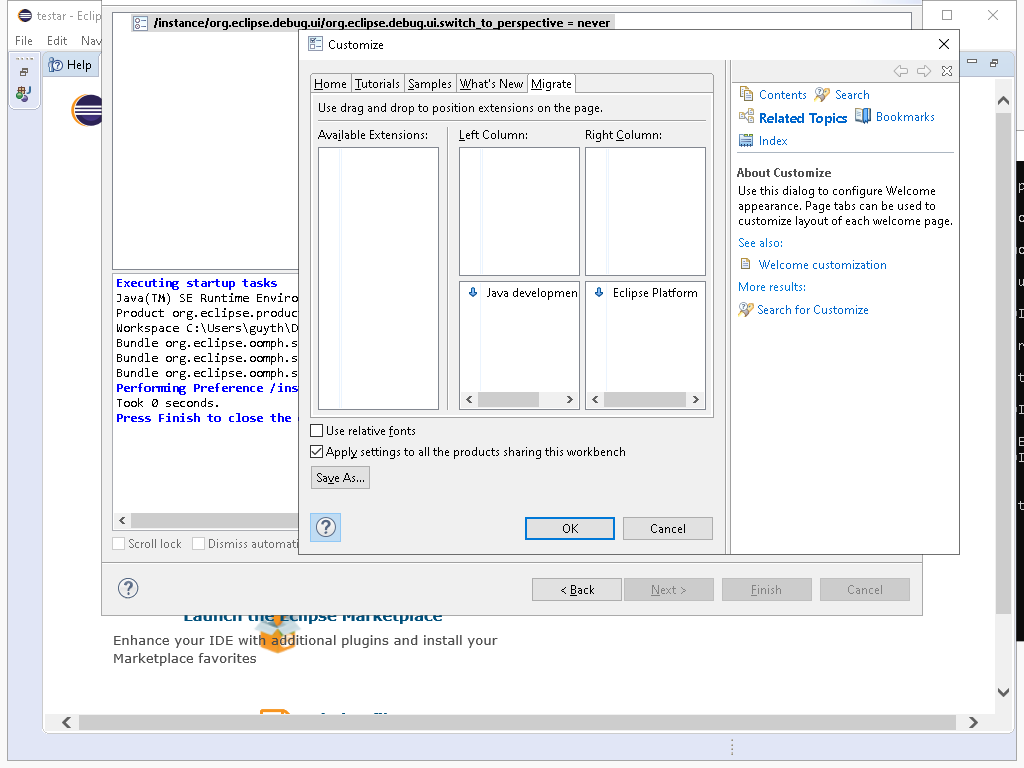 testar - Eclip
File Edit Nav
Help
/instance/org.eclipse.debug.ui/org.eclipse.debug.ui.switch_to_perspective = never
Customize
Home Tutorials Samples What's New Migrate
Use drag and drop to position extensions on the page.
Available Extensions: Left Column: Right Column:
Java developmen
Eclipse Platform
Use relative fonts
Apply settings to all the products sharing this workbench
Save As...
OK Cancel
Contents Search
Related Topics Bookmarks
Index
About Customize
Use this dialog to configure Welcome
appearance. Page tabs can be used to
customize layout of each welcome page.
See also:
Welcome customization
More results:
Search for Customize
Executing startup tasks
Java(TM) SE Runtime Enviro
Product org.eclipse.produc
Workspace C:\Users\guyth\D
Bundle org.eclipse.oomph.s
Bundle org.eclipse.oomph.s
Bundle org.eclipse.oomph.s
Performing Preference /ins
Took 0 seconds.
Press Finish to close the
Scroll lock Dismiss automati
< Back Next > Finish Cancel
Launch the Eclipse Marketplace
Enhance your IDE with additional plugins and install your
Marketplace favorites